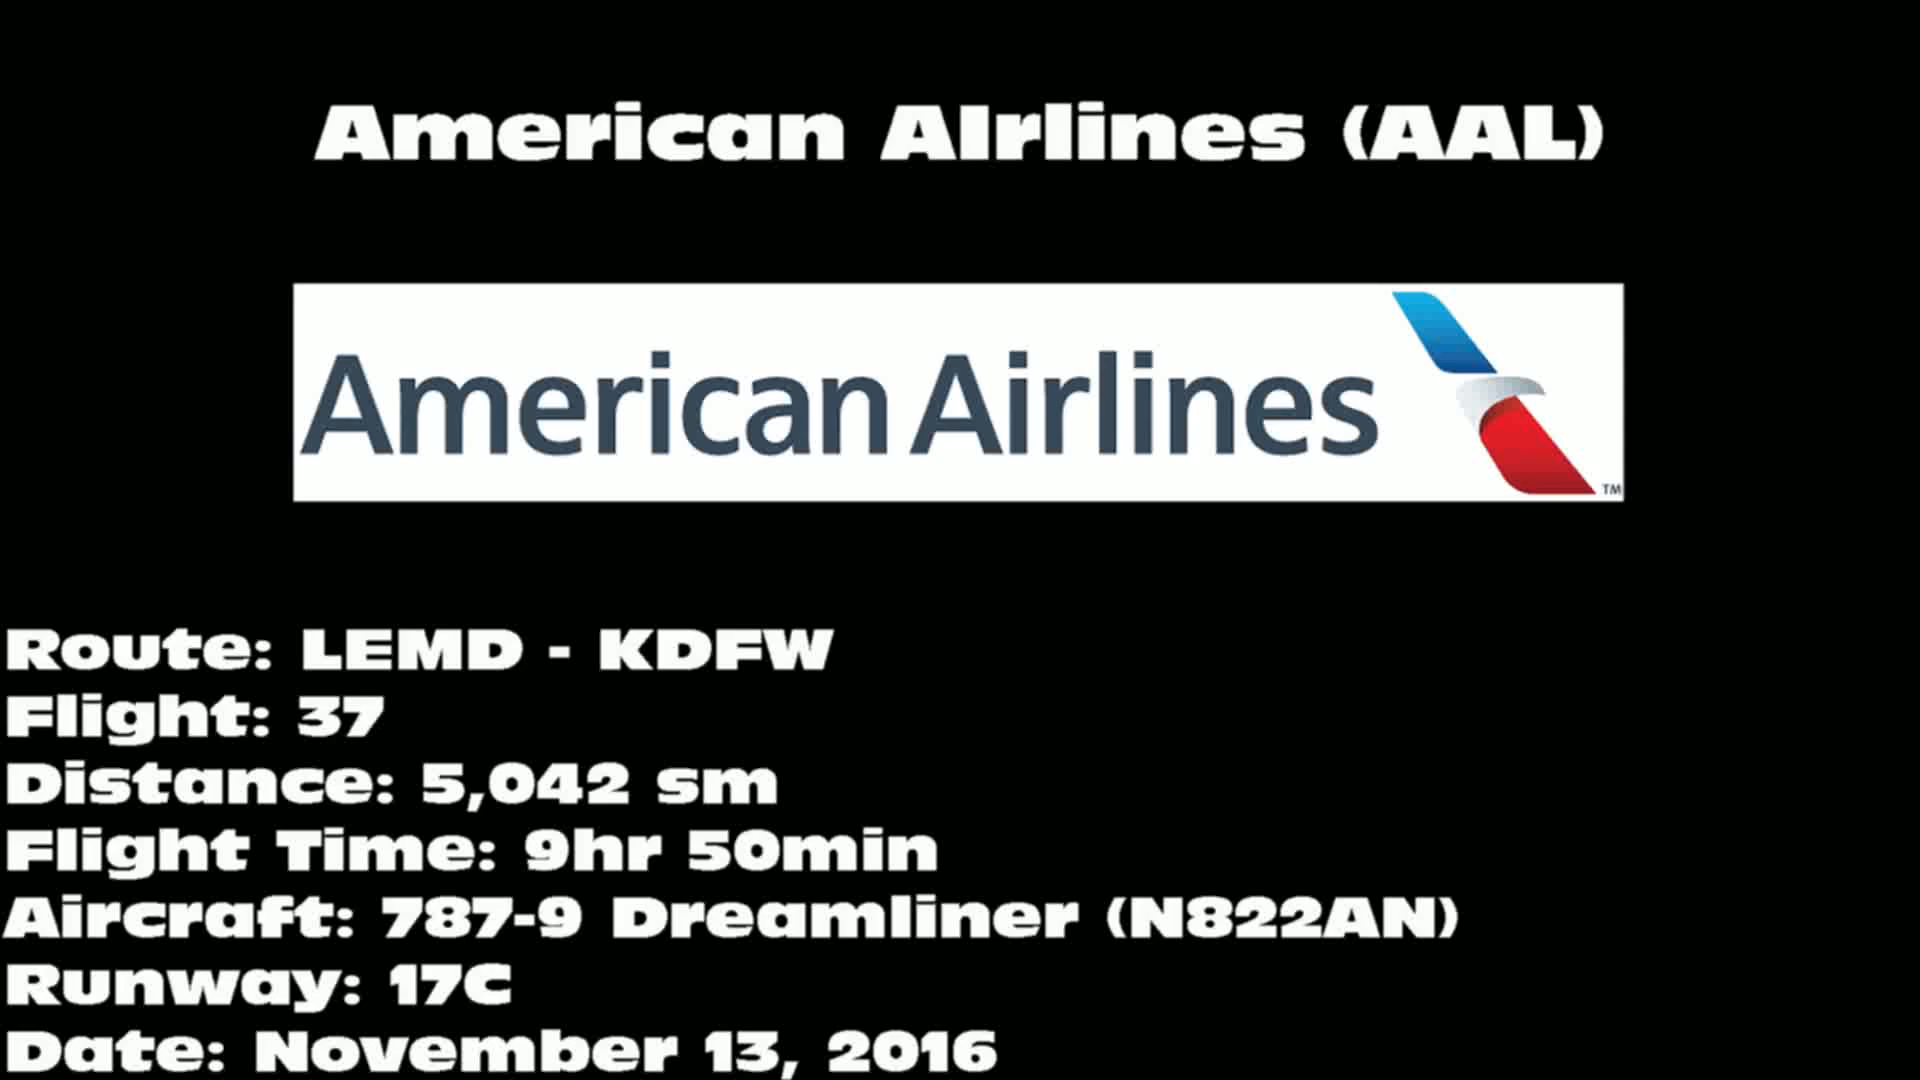 American AIrlines (AAL)
American Airlines
TM
Route: LEMD - KDFW
Flight: 37
Distance: 5,042 sm
Flight Time: 9hr 50min
Aircraft: 787-9 Dreamliner (N822AN)
Runway: 17C
Date: November 13, 2016